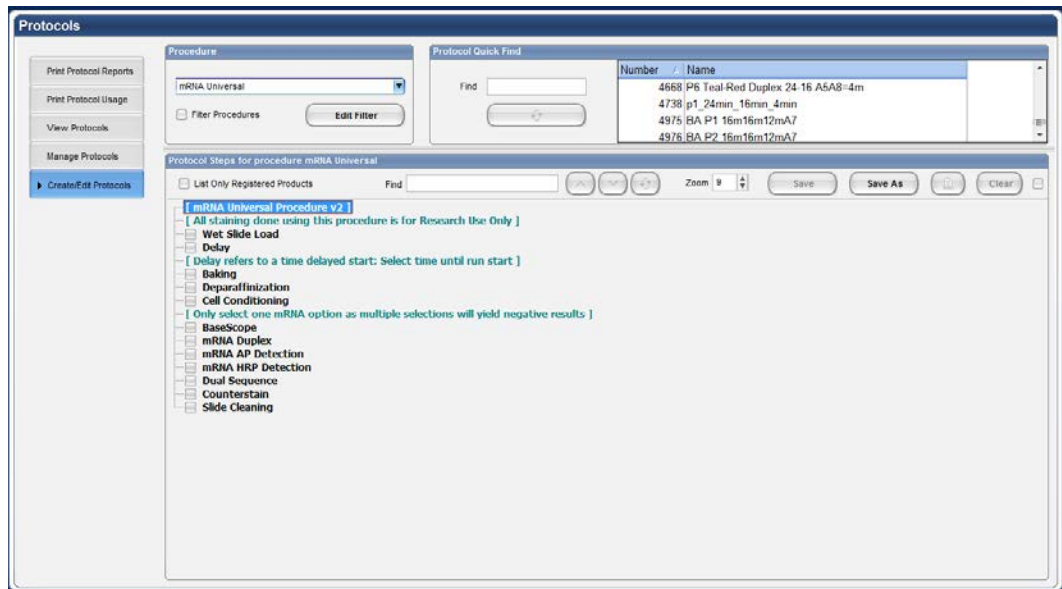 Protocols
Print Protocol Reports
Print Protocol Usage
View Protocols
Manage Protocols
Create/Edit Protocols
Procedure
mRNA Universal
Filter Procedures
Edit Filter
Protocol Quick Find
Find
Number Name
4668 P6 Teal-Red Duplex 24-16 A5A8=4m
4738 p1_24min_16min_4min
4975 BA P1 16m16m12mA7
4976 BA P2 16m16m12mA7
Protocol Steps for procedure mRNA Universal
List Only Registered Products Find Zoom 9 Save Save As Clear
[ mRNA Universal Procedure v2 ]
[ All staining done using this procedure is for Research Use Only ]
Wet Slide Load
Delay
[ Delay refers to a time delayed start: Select time until run start ]
Baking
Deparaffinization
Cell Conditioning
[ Only select one mRNA option as multiple selections will yield negative results ]
BaseScope
mRNA Duplex
mRNA AP Detection
mRNA HRP Detection
Dual Sequence
Counterstain
Slide Cleaning